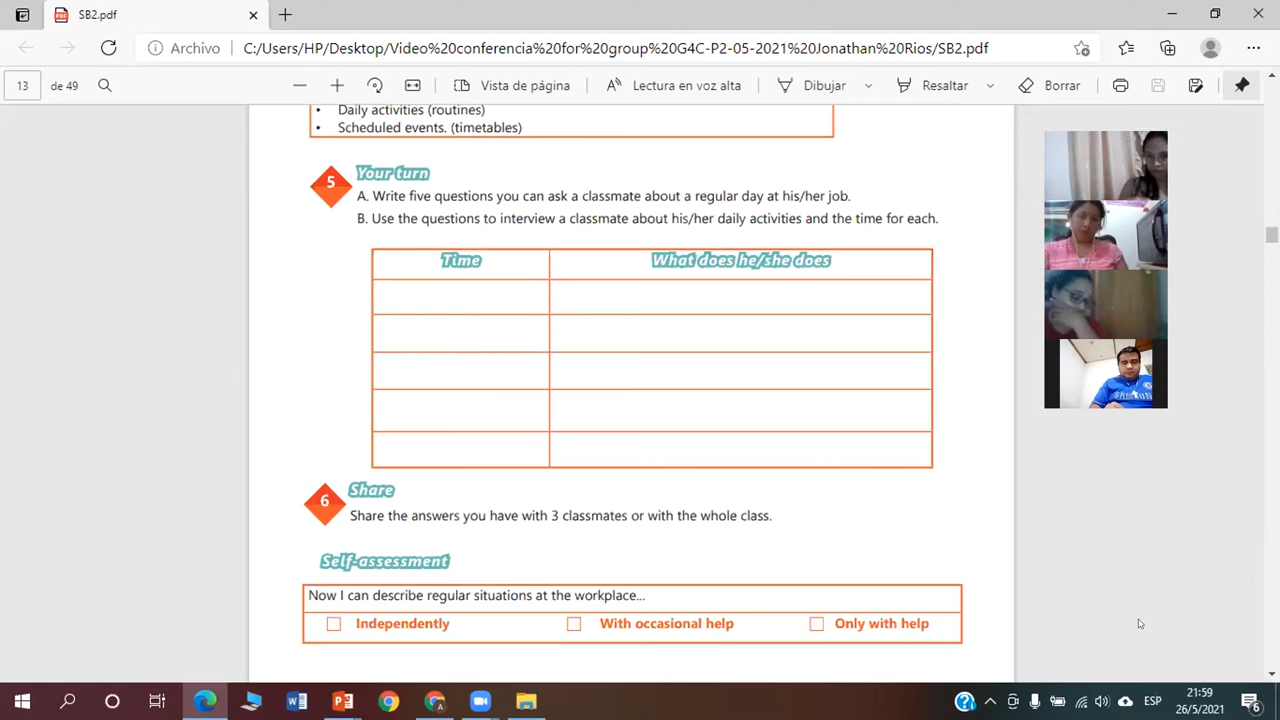 SB2.pdf
Archivo
C:/Users/HP/Desktop/Video%20conferencia%20for%20group%20G4C-P2-05-2021%20Jonathan%20Rios/SB2.pdf
13 de 49
Vista de página
Lectura en voz alta
Dibujar
Resaltar
Borrar
• Daily activities (routines)
• Scheduled events. (timetables)
5 Your turn
A. Write five questions you can ask a classmate about a regular day at his/her job.
B. Use the questions to interview a classmate about his/her daily activities and the time for each.
Time What does he/she does
6 Share
Share the answers you have with 3 classmates or with the whole class.
Self-assessment
Now I can describe regular situations at the workplace...
Independently With occasional help Only with help
ESP
21:59
26/5/2021
6